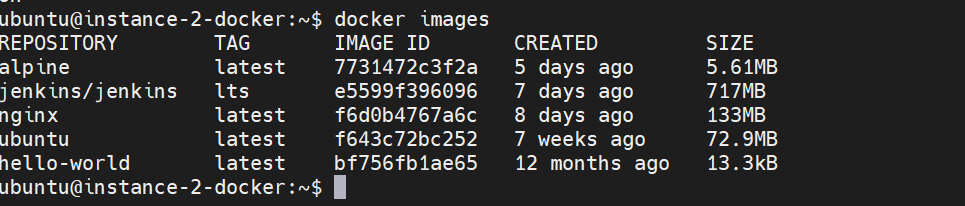 ubuntu@instance-2-docker:~$ docker images
REPOSITORY TAG IMAGE ID CREATED SIZE
alpine latest 7731472c3f2a 5 days ago 5.61MB
jenkins/jenkins lts e5599f396096 7 days ago 717MB
nginx latest f6d0b4767a6c 8 days ago 133MB
ubuntu latest f643c72bc252 7 weeks ago 72.9MB
hello-world latest bf756fb1ae65 12 months ago 13.3kB
ubuntu@instance-2-docker:~$